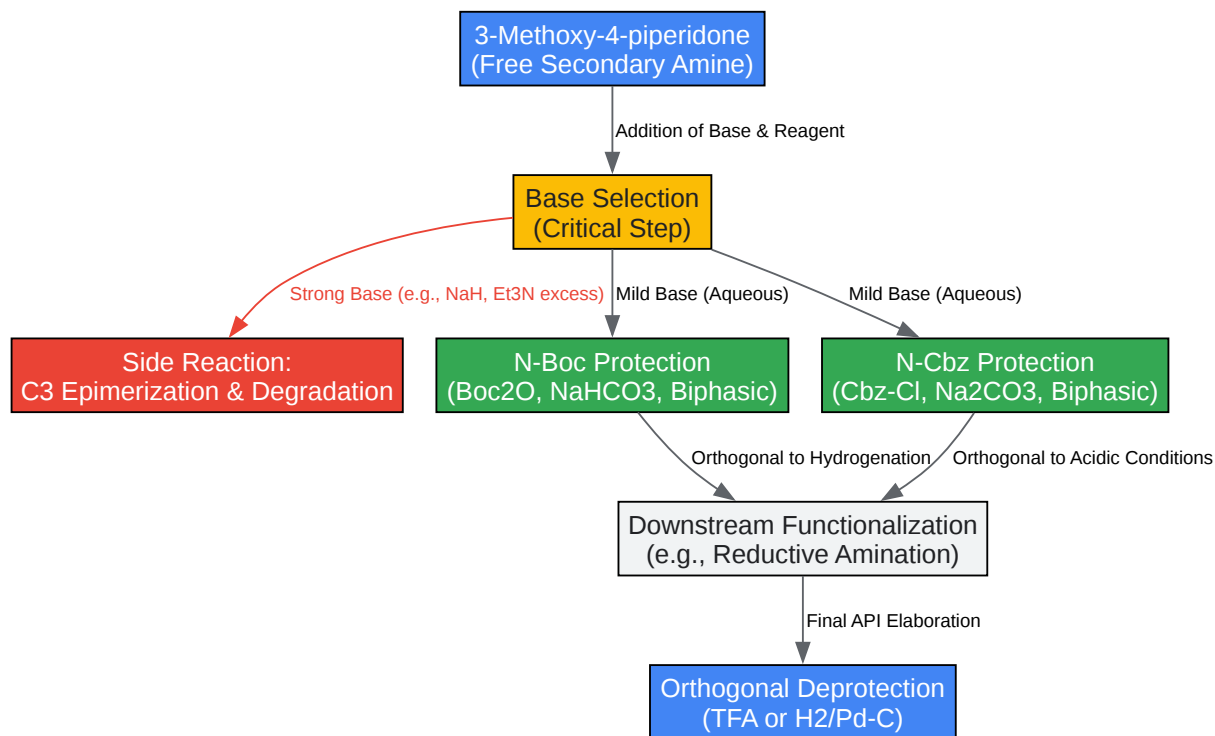 3-Methoxy-4-piperidone
(Free Secondary Amine)
Addition of Base & Reagent
Base Selection
(Critical Step)
Strong Base (e.g., NaH, Et3N excess)
Mild Base (Aqueous)
Mild Base (Aqueous)
Side Reaction:
C3 Epimerization & Degradation
N-Boc Protection
(Boc2O, NaHCO3, Biphasic)
N-Cbz Protection
(Cbz-Cl, Na2CO3, Biphasic)
Orthogonal to Hydrogenation
Orthogonal to Acidic Conditions
Downstream Functionalization
(e.g., Reductive Amination)
Final API Elaboration
Orthogonal Deprotection
(TFA or H2/Pd-C)